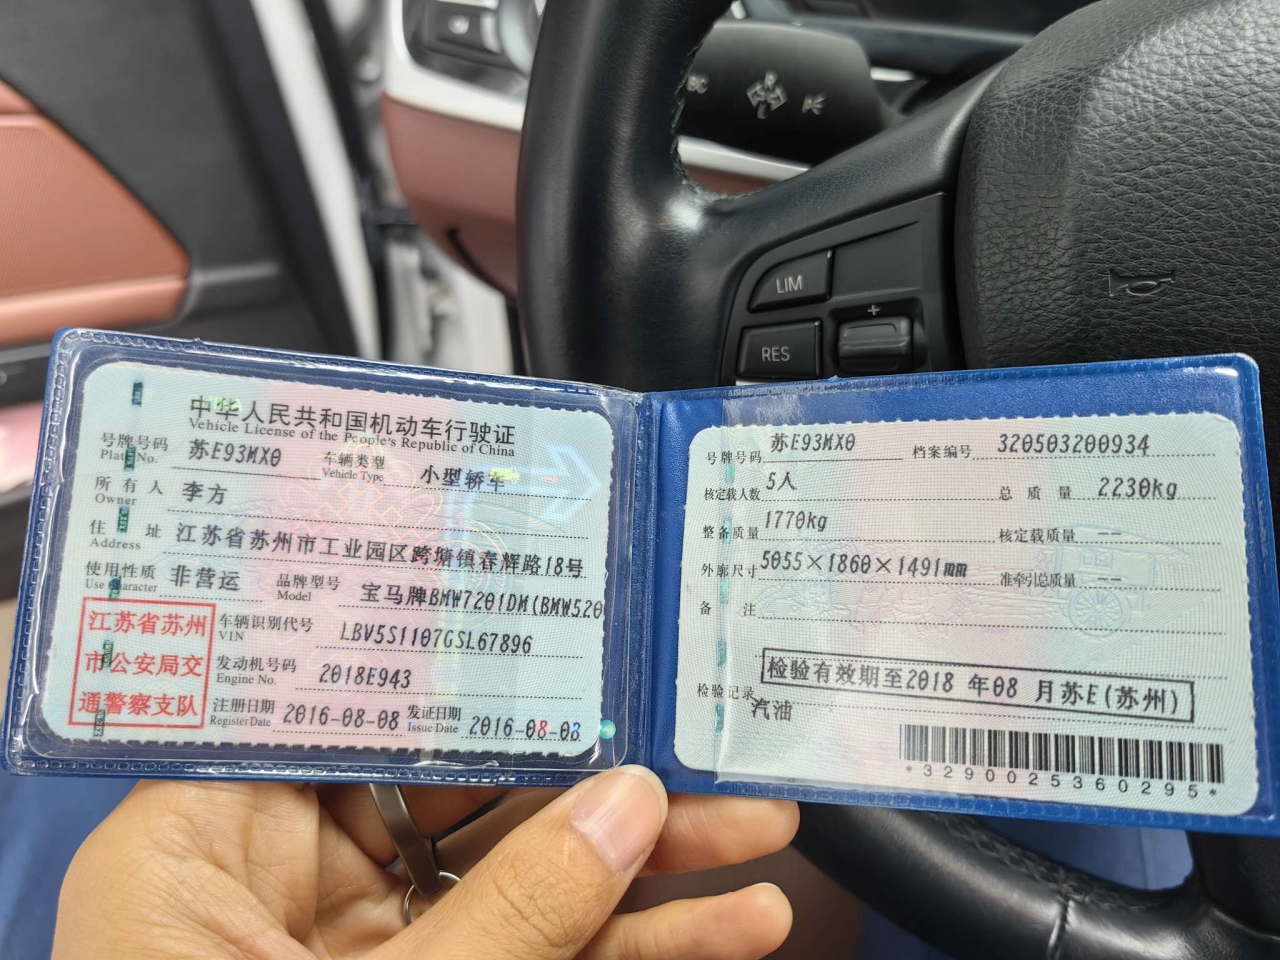 BC
LIM
+
RES
中华人民共和国机动车行驶证
Vehicle License of the People's Republic of China
号牌号码 苏E93MX0 车辆类型 小型轿车
Plate No. Vehicle Type
所有人 李方
Owner
住址 江苏省苏州市工业园区跨塘镇春辉路18号
Address
使用性质 非营运 品牌型号 宝马牌BMW7201DM(BMW520
Use Character Model
江苏省苏州
市公安局交
通警察支队
车辆识别代号 LBV5S1107GSL67896
VIN
发动机号码 2018E943
Engine No.
注册日期 2016-08-08 发证日期 2016-08-08
Register Date Issue Date
号牌号码 苏E93MX0 档案编号 320503200934
核定载人数 5人 总质量 2230kg
整备质量 1770kg 核定载质量 --
外廓尺寸 5055×1860×1491mm 准牵引总质量 --
备注
检验有效期至2018 年08 月苏E(苏州)
检验记录
汽油
*3290025360295*